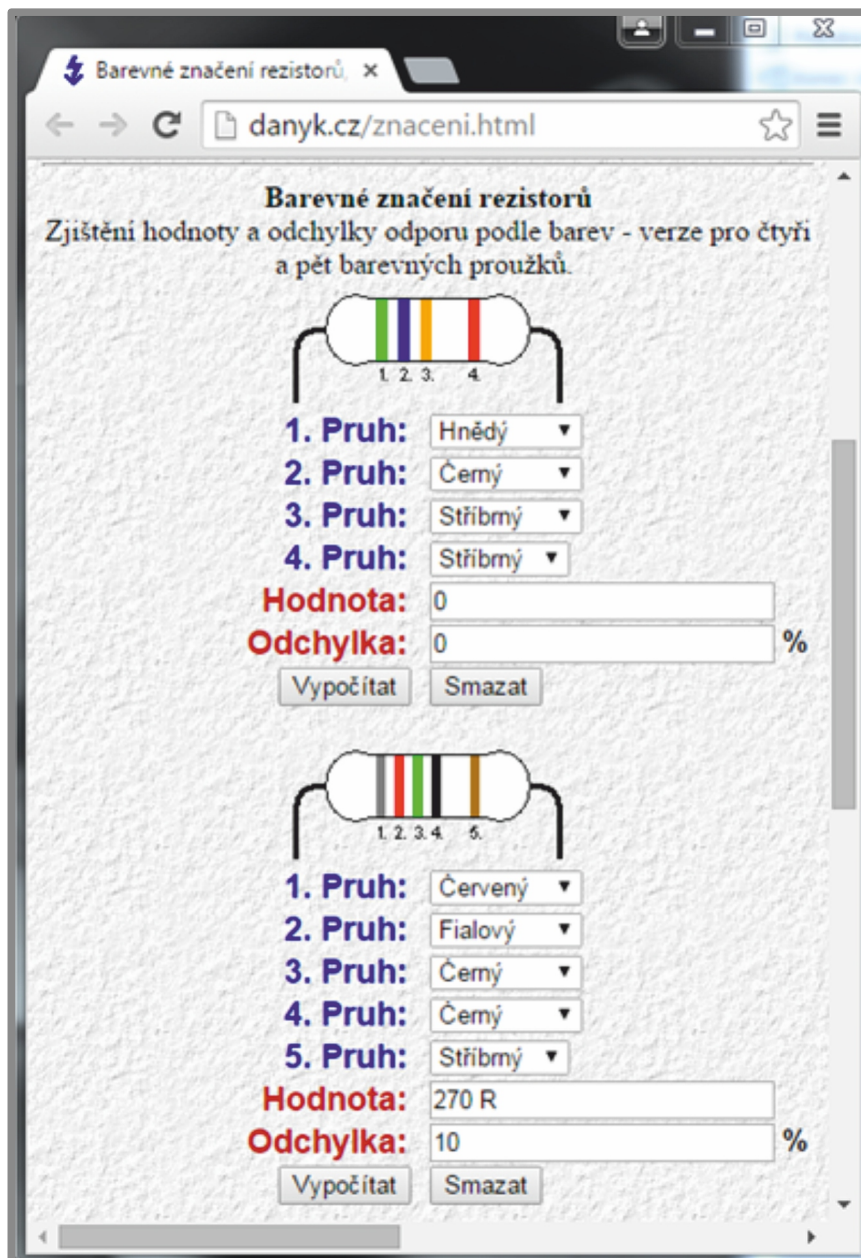 Barevné značení rezistorů,
danyk.cz/znaceni.html
Barevné značení rezistorů
Zjištění hodnoty a odchylky odporu podle barev - verze pro čtyři
a pět barevných proužků.
1. 2. 3. 4.
1. Pruh: Hnědý
2. Pruh: Černý
3. Pruh: Stříbrný
4. Pruh: Stříbrný
Hodnota: 0
Odchylka: 0 %
Vypočítat Smazat
1. 2. 3. 4. 5.
1. Pruh: Červený
2. Pruh: Fialový
3. Pruh: Černý
4. Pruh: Černý
5. Pruh: Stříbrný
Hodnota: 270 R
Odchylka: 10 %
Vypočítat Smazat